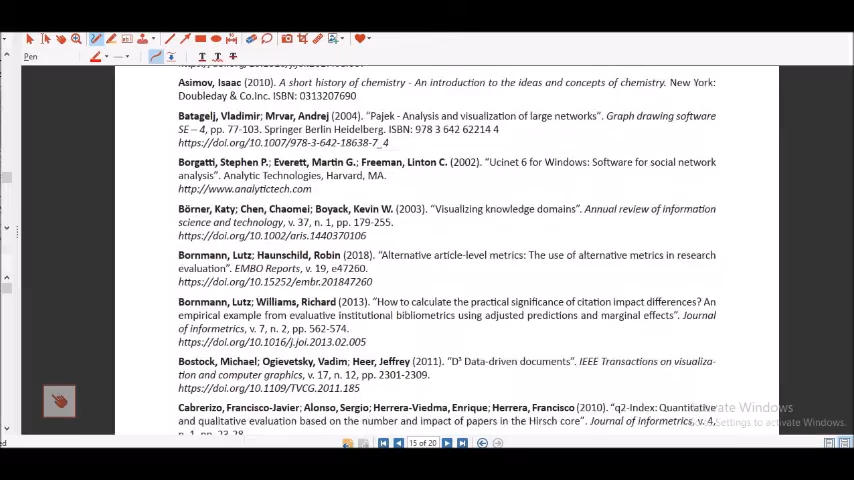 Pen
Asimov, Isaac (2010). A short history of chemistry - An introduction to the ideas and concepts of chemistry. New York:
Doubleday & Co.Inc. ISBN: 0313207690
Batagelj, Vladimir; Mrvar, Andrej (2004). "Pajek - Analysis and visualization of large networks". Graph drawing software
SE – 4, pp. 77-103. Springer Berlin Heidelberg. ISBN: 978 3 642 62214 4
https://doi.org/10.1007/978-3-642-18638-7_4
Borgatti, Stephen P.; Everett, Martin G.; Freeman, Linton C. (2002). "Ucinet 6 for Windows: Software for social network
analysis". Analytic Technologies, Harvard, MA.
http://www.analytictech.com
Börner, Katy; Chen, Chaomei; Boyack, Kevin W. (2003). "Visualizing knowledge domains". Annual review of information
science and technology, v. 37, n. 1, pp. 179-255.
https://doi.org/10.1002/aris.1440370106
Bornmann, Lutz; Haunschild, Robin (2018). "Alternative article-level metrics: The use of alternative metrics in research
evaluation". EMBO Reports, v. 19, e47260.
https://doi.org/10.15252/embr.201847260
Bornmann, Lutz; Williams, Richard (2013). "How to calculate the practical significance of citation impact differences? An
empirical example from evaluative institutional bibliometrics using adjusted predictions and marginal effects". Journal
of informetrics, v. 7, n. 2, pp. 562-574.
https://doi.org/10.1016/j.joi.2013.02.005
Bostock, Michael; Ogievetsky, Vadim; Heer, Jeffrey (2011). "D³ Data-driven documents". IEEE Transactions on visualiza-
tion and computer graphics, v. 17, n. 12, pp. 2301-2309.
https://doi.org/10.1109/TVCG.2011.185
Cabrerizo, Francisco-Javier; Alonso, Sergio; Herrera-Viedma, Enrique; Herrera, Francisco (2010). "q2-Index: Quantitative
and qualitative evaluation based on the number and impact of papers in the Hirsch core". Journal of informetrics, v. 4,
n. 1, pp. 23-28.
Activate Windows
Go to Settings to activate Windows.
15 of 20